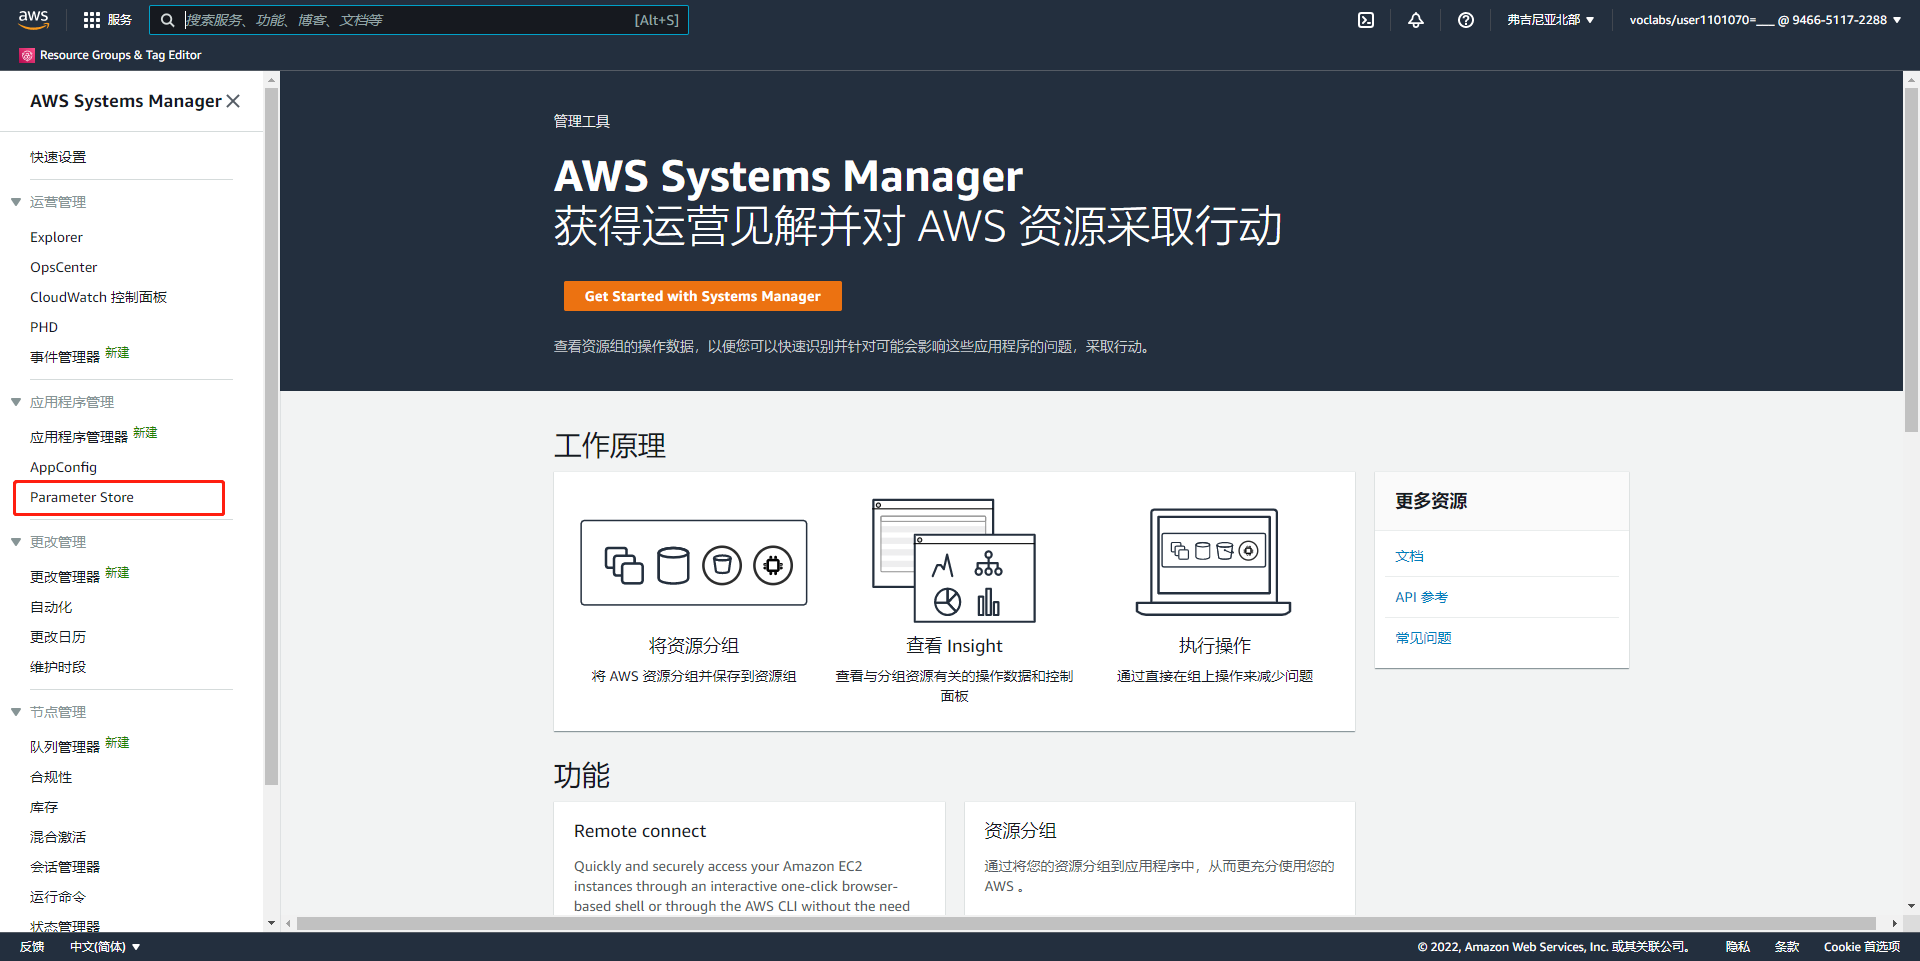 aws
服务
搜索服务、功能、博客、文档等
[Alt+S]
弗吉尼亚北部
voclabs/user1101070=___ @ 9466-5117-2288
Resource Groups & Tag Editor
AWS Systems Manager
快速设置
运营管理
Explorer
OpsCenter
CloudWatch 控制面板
PHD
事件管理器 新建
应用程序管理
应用程序管理器 新建
AppConfig
Parameter Store
更改管理
更改管理器 新建
自动化
更改日历
维护时段
节点管理
队列管理器 新建
合规性
库存
混合激活
会话管理器
运行命令
状态管理器
管理工具
AWS Systems Manager
获得运营见解并对 AWS 资源采取行动
Get Started with Systems Manager
查看资源组的操作数据，以便您可以快速识别并针对可能会影响这些应用程序的问题，采取行动。
工作原理
将资源分组
将 AWS 资源分组并保存到资源组
查看 Insight
查看与分组资源有关的操作数据和控制
面板
执行操作
通过直接在组上操作来减少问题
更多资源
文档
API 参考
常见问题
功能
Remote connect
Quickly and securely access your Amazon EC2
instances through an interactive one-click browser-
based shell or through the AWS CLI without the need
资源分组
通过将您的资源分组到应用程序中，从而更充分使用您的
AWS 。
反馈
中文(简体)
© 2022, Amazon Web Services, Inc. 或其关联公司。
隐私
条款
Cookie 首选项